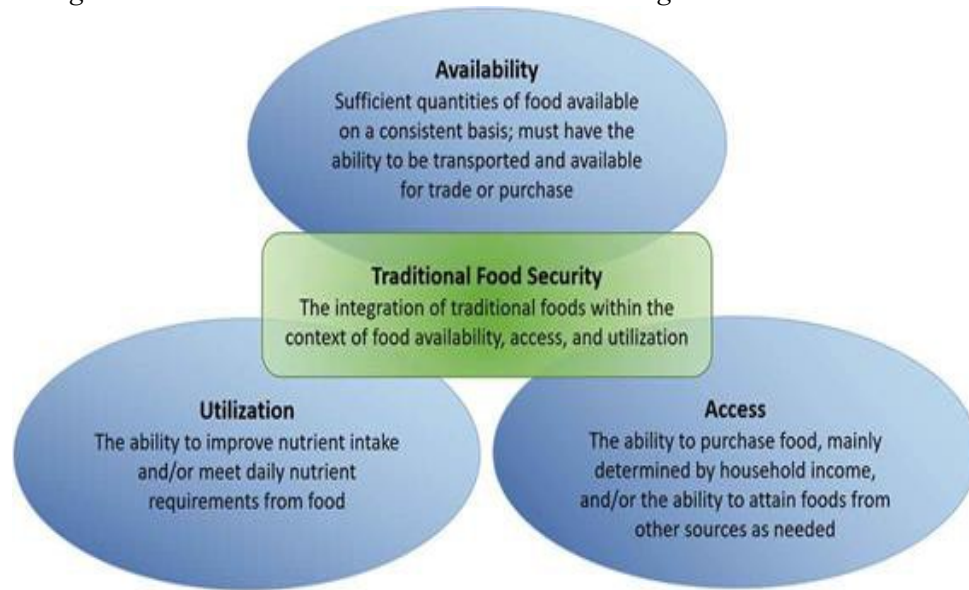 Availability
Sufficient quantities of food available
on a consistent basis; must have the
ability to be transported and available
for trade or purchase
Traditional Food Security
The integration of traditional foods within the
context of food availability, access, and utilization
Utilization
The ability to improve nutrient intake
and/or meet daily nutrient
requirements from food
Access
The ability to purchase food, mainly
determined by household income,
and/or the ability to attain foods from
other sources as needed